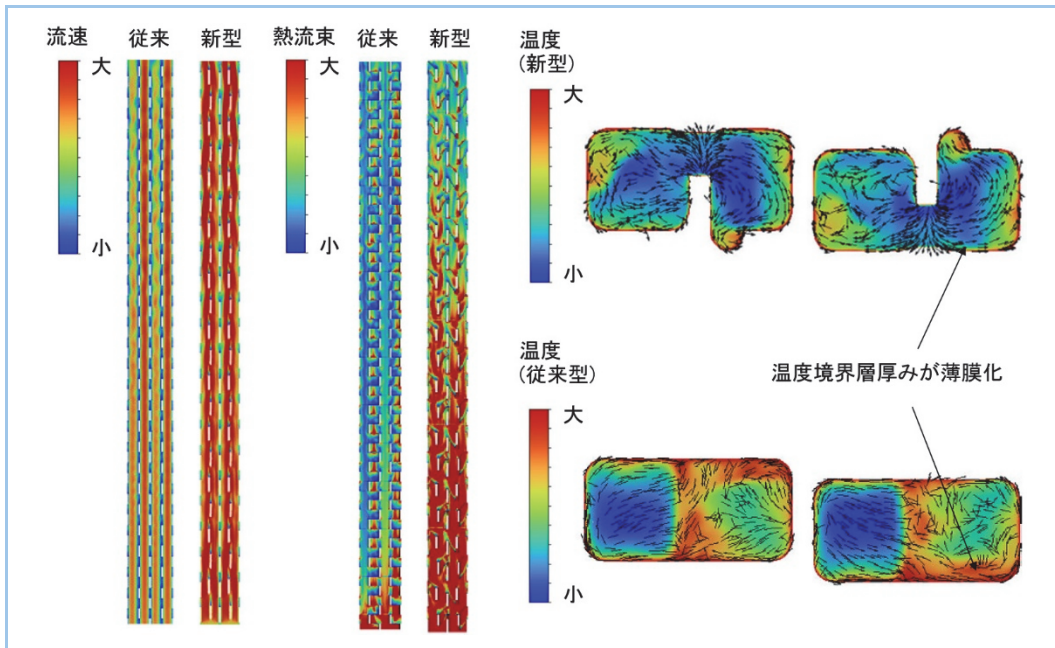 流速 従来 新型
大
小
熱流束 従来 新型
大
小
温度
(新型)
大
小
温度境界層厚みが薄膜化
温度
(従来型)
大
小